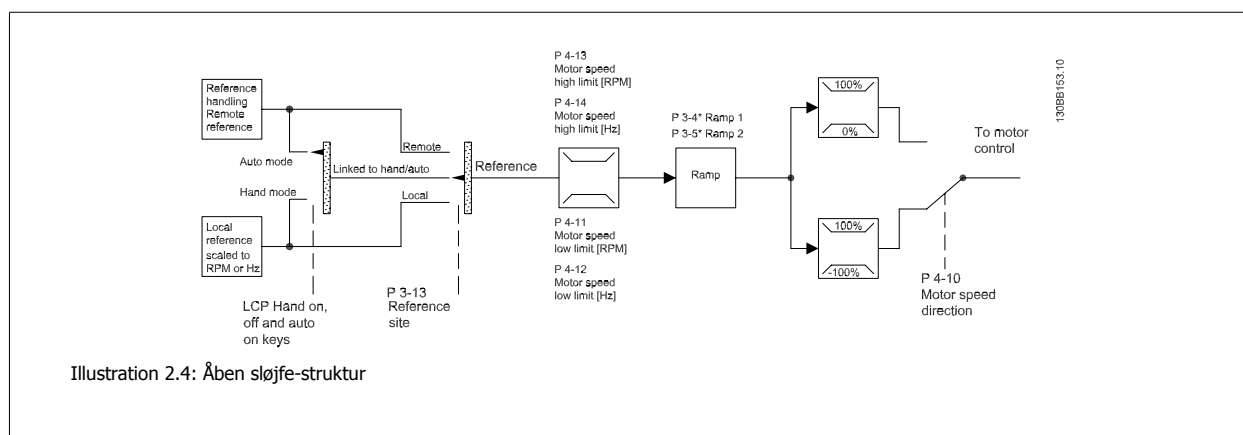 Reference
handling
Remote
reference
Auto mode
Hand mode
Local
reference
scaled to
RPM or Hz
LCP Hand on,
off and auto
on keys
Linked to hand/auto
Remote
Local
P 3-13
Reference
site
Reference
P 4-13
Motor speed
high limit [RPM]
P 4-14
Motor speed
high limit [Hz]
P 4-11
Motor speed
low limit [RPM]
P 4-12
Motor speed
low limit [Hz]
P 3-4* Ramp 1
P 3-5* Ramp 2
Ramp
100%
0%
100%
-100%
To motor
control
P 4-10
Motor speed
direction
130BB153.10
Illustration 2.4: Åben sløjfe-struktur